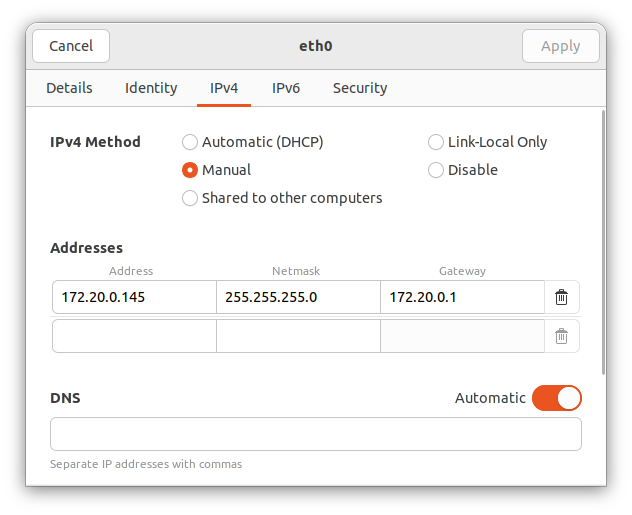 Cancel eth0 Apply
Details Identity IPv4 IPv6 Security
IPv4 Method Automatic (DHCP) Link-Local Only
Manual Disable
Shared to other computers
Addresses
Address Netmask Gateway
172.20.0.145 255.255.255.0 172.20.0.1
DNS Automatic
Separate IP addresses with commas